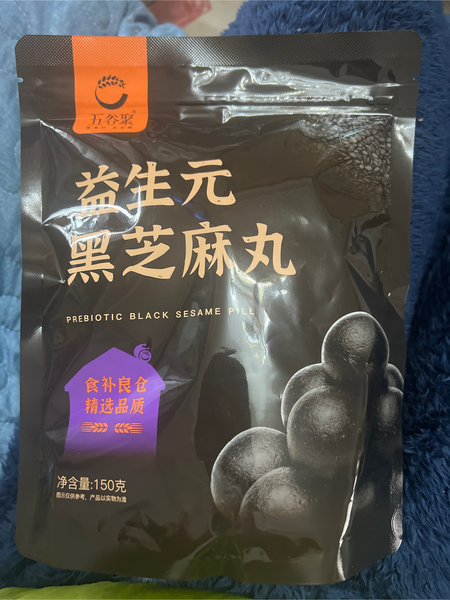 五谷聚
益生元
黑芝麻丸
PREBIOTIC BLACK SESAME PILL
食补良仓
精选品质
净含量:150克
图示仅供参考，产品以实物为准